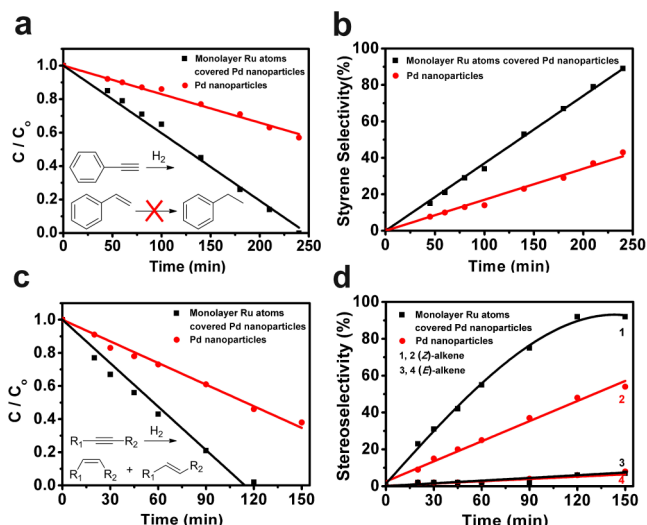 a
Monolayer Ru atoms
covered Pd nanoparticles
Pd nanoparticles
1.0
0.8
0.6
0.4
0.2
0.0
C / Co
H2
0 50 100 150 200 250
Time (min)
b
Monolayer Ru atoms covered Pd nanoparticles
Pd nanoparticles
100
80
60
40
20
0
Styrene Selectivity(%)
0 50 100 150 200 250
Time (min)
c
Monolayer Ru atoms
covered Pd nanoparticles
Pd nanoparticles
1.0
0.8
0.6
0.4
0.2
0.0
C / Co
R1 R2 H2
R1 R2 + R1 R2
0 30 60 90 120 150
Time (min)
d
Monolayer Ru atoms
covered Pd nanoparticles
Pd nanoparticles
1, 2 (Z)-alkene
3, 4 (E)-alkene
1
2
3
4
100
80
60
40
20
0
Stereoselectivity (%)
0 30 60 90 120 150
Time (min)